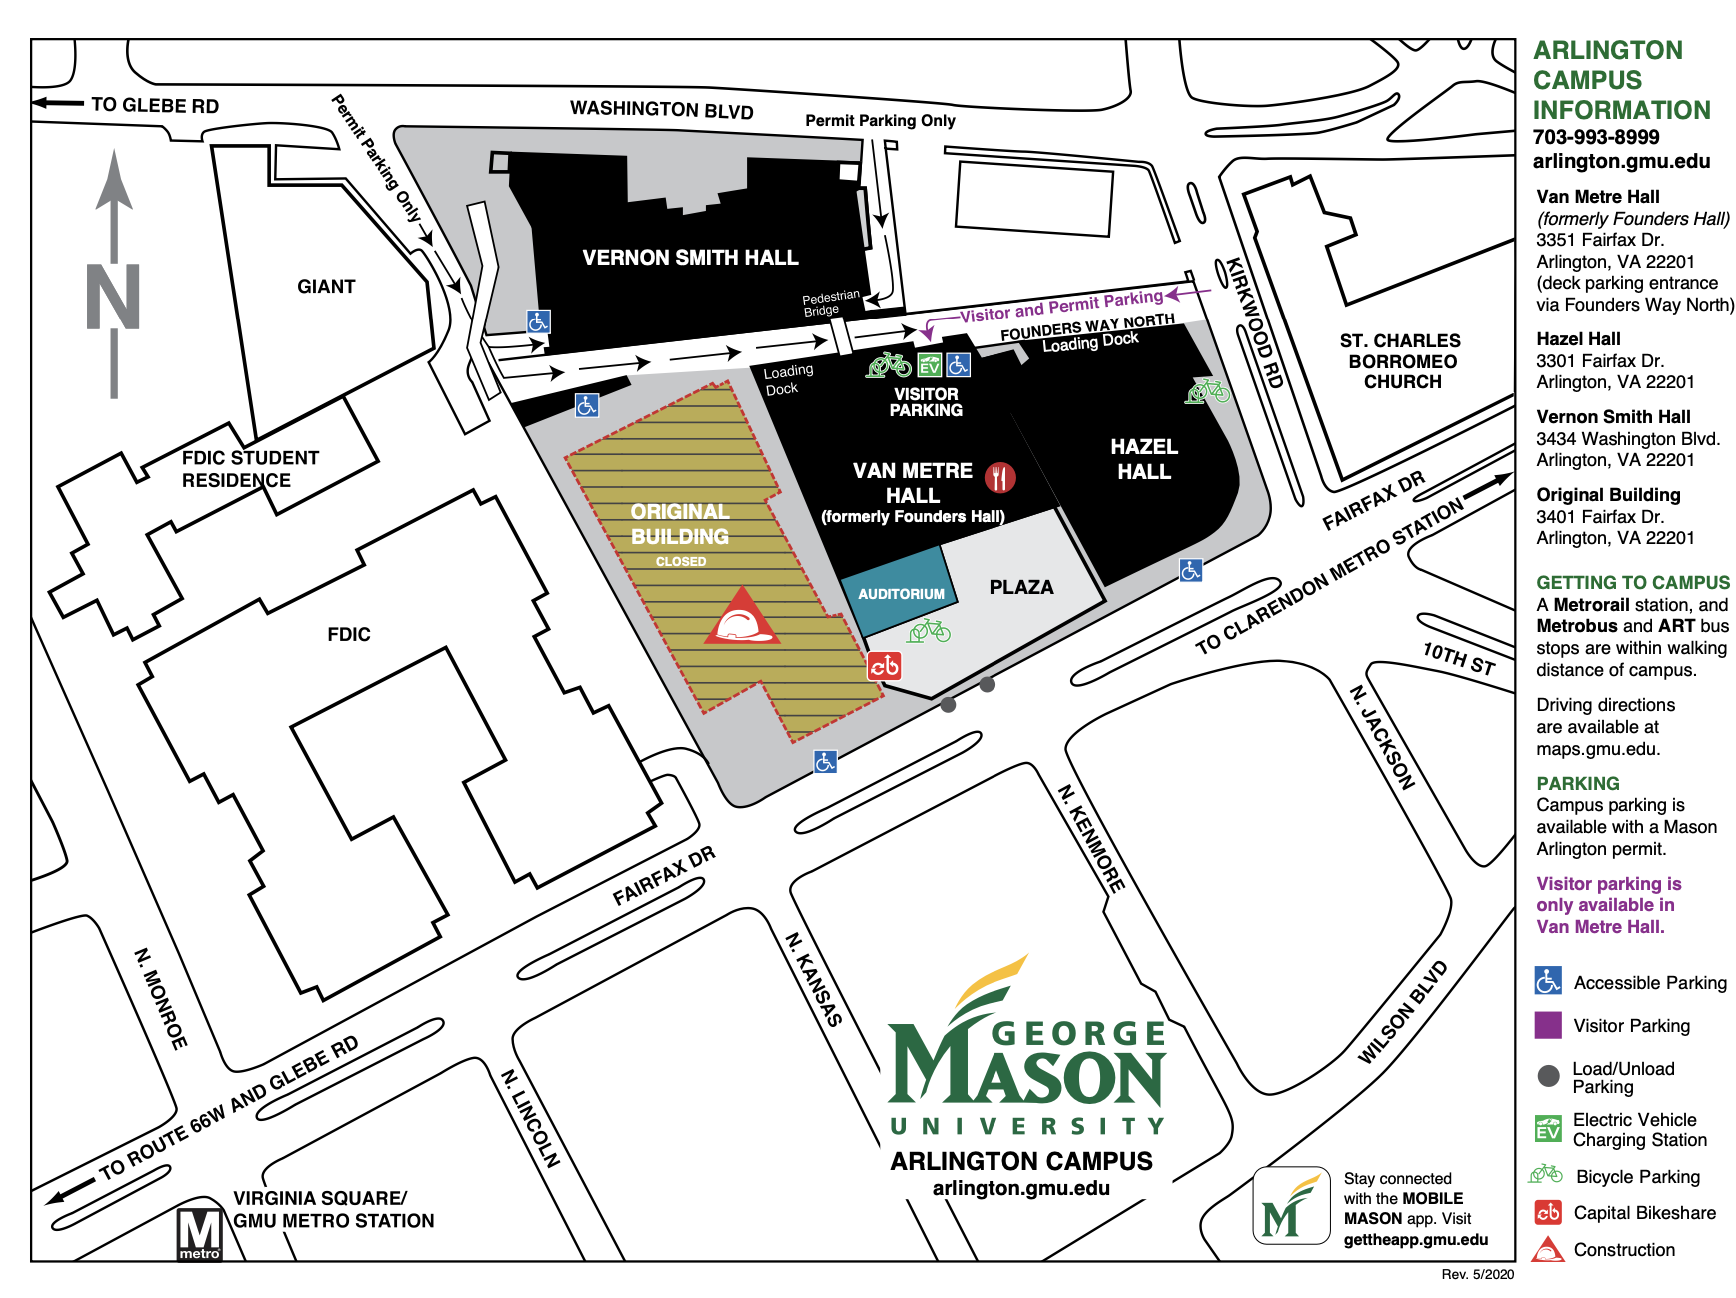 TO GLEBE RD
Permit Parking Only
WASHINGTON BLVD
Permit Parking Only
N
GIANT
VERNON SMITH HALL
Pedestrian
Bridge
Visitor and Permit Parking
FOUNDERS WAY NORTH
Loading Dock
KIRKWOOD RD
ST. CHARLES
BORROMEO
CHURCH
Loading
Dock
EV
VISITOR
PARKING
HAZEL
HALL
VAN METRE
HALL
(formerly Founders Hall)
FDIC STUDENT
RESIDENCE
ORIGINAL
BUILDING
CLOSED
AUDITORIUM
PLAZA
FAIRFAX DR
TO CLARENDON METRO STATION
10TH ST
FDIC
N. JACKSON
N. KENMORE
FAIRFAX DR
N. KANSAS
N. MONROE
WILSON BLVD
TO ROUTE 66W AND GLEBE RD
N. LINCOLN
GEORGE
MASON
UNIVERSITY
ARLINGTON CAMPUS
arlington.gmu.edu
M
metro
VIRGINIA SQUARE/
GMU METRO STATION
M
Stay connected
with the MOBILE
MASON app. Visit
gettheapp.gmu.edu
ARLINGTON
CAMPUS
INFORMATION
703-993-8999
arlington.gmu.edu
Van Metre Hall
(formerly Founders Hall)
3351 Fairfax Dr.
Arlington, VA 22201
(deck parking entrance
via Founders Way North)
Hazel Hall
3301 Fairfax Dr.
Arlington, VA 22201
Vernon Smith Hall
3434 Washington Blvd.
Arlington, VA 22201
Original Building
3401 Fairfax Dr.
Arlington, VA 22201
GETTING TO CAMPUS
A Metrorail station, and
Metrobus and ART bus
stops are within walking
distance of campus.
Driving directions
are available at
maps.gmu.edu.
PARKING
Campus parking is
available with a Mason
Arlington permit.
Visitor parking is
only available in
Van Metre Hall.
Accessible Parking
Visitor Parking
Load/Unload
Parking
EV
Electric Vehicle
Charging Station
Bicycle Parking
Capital Bikeshare
Construction
Rev. 5/2020